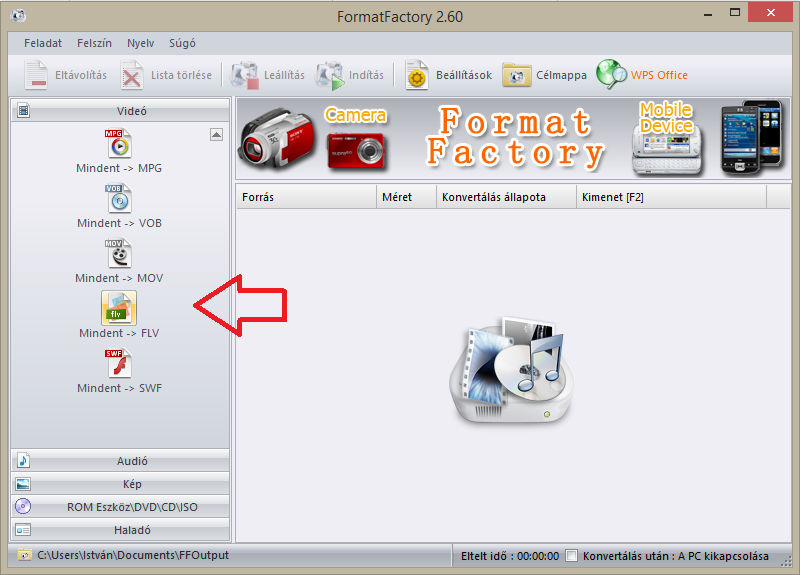 FormatFactory 2.60
Feladat Felszín Nyelv Súgó
Eltávolítás Lista törlése Leállítás Indítás Beállítások Célmappa WPS Office
Videó
MPG
Mindent -> MPG
VOB
Mindent -> VOB
MOV
Mindent -> MOV
flv
Mindent -> FLV
SWF
Mindent -> SWF
Audió
Kép
ROM Eszköz\DVD\CD\ISO
Haladó
Camera
Format
Factory
Mobile
Device
Forrás Méret Konvertálás állapota Kimenet [F2]
C:\Users\István\Documents\FFOutput
Eltelt idő : 00:00:00 Konvertálás után : A PC kikapcsolása